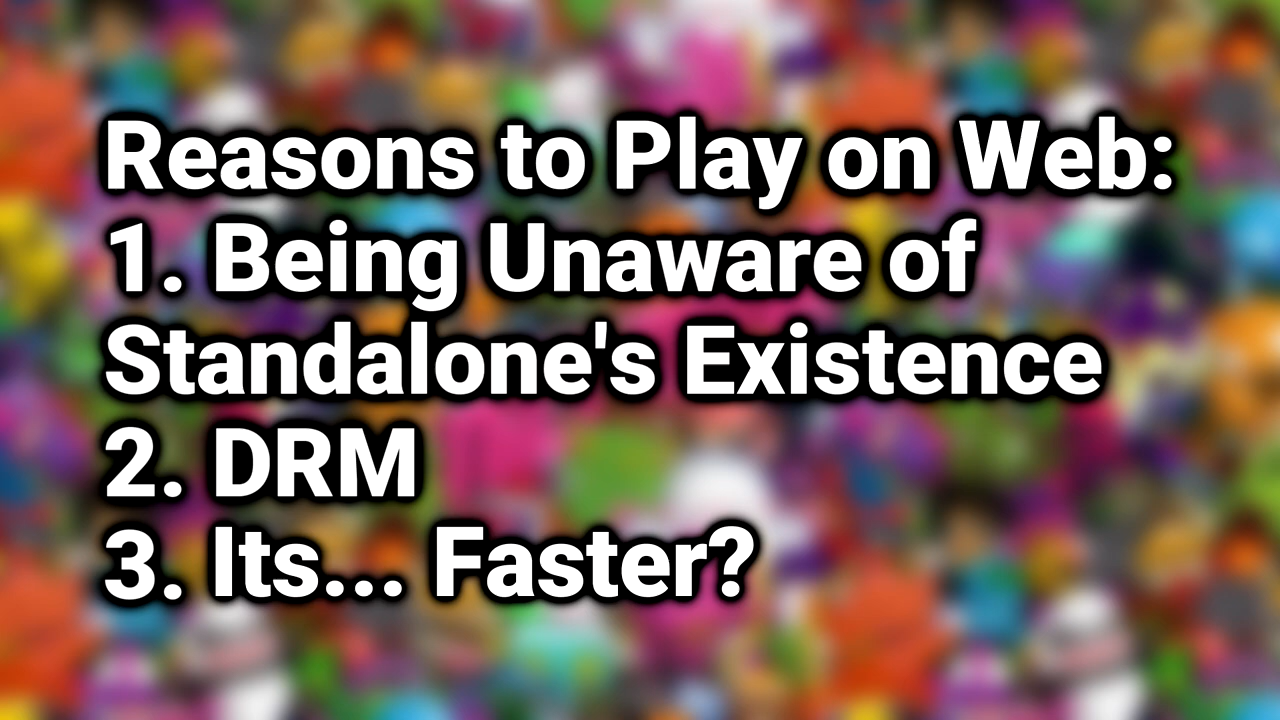 Reasons to Play on Web:
1. Being Unaware of
Standalone's Existence
2. DRM
3. Its... Faster?